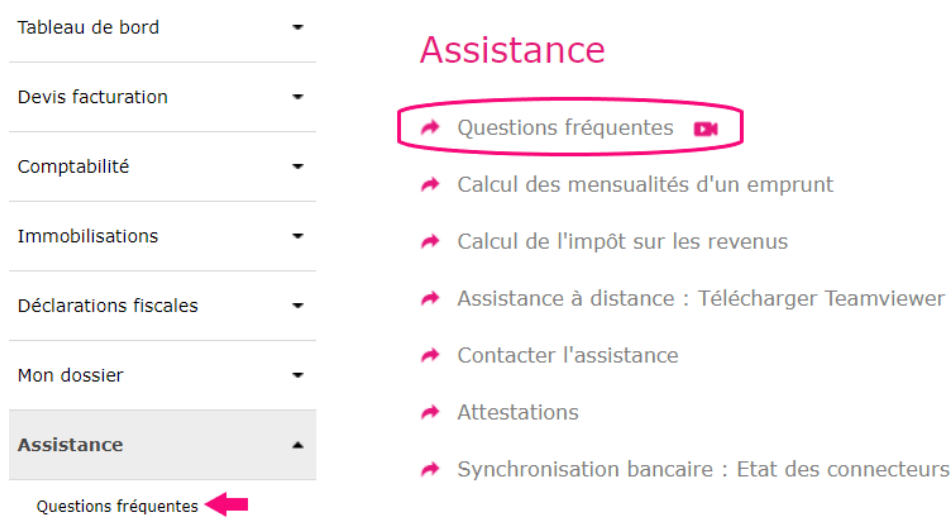 Tableau de bord
Devis facturation
Comptabilité
Immobilisations
Déclarations fiscales
Mon dossier
Assistance
Questions fréquentes
Assistance
Questions fréquentes
Calcul des mensualités d'un emprunt
Calcul de l'impôt sur les revenus
Assistance à distance : Télécharger Teamviewer
Contacter l'assistance
Attestations
Synchronisation bancaire : Etat des connecteurs